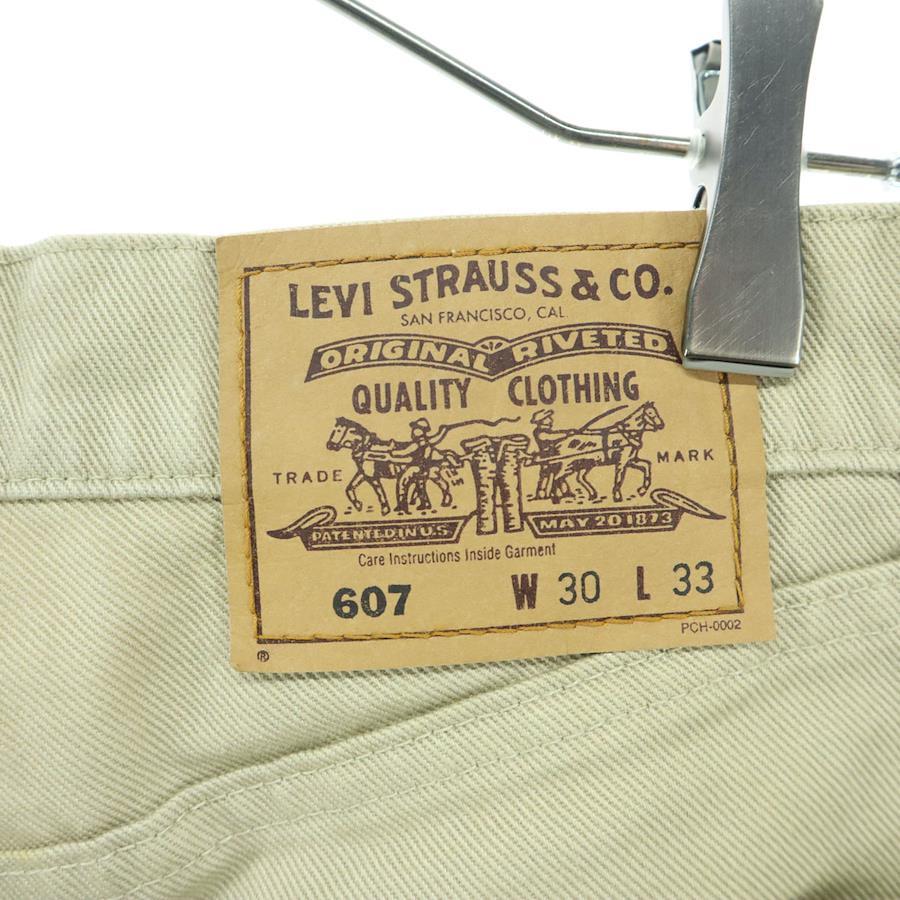 LEVI STRAUSS & CO.
SAN FRANCISCO, CAL.
ORIGINAL RIVETED
QUALITY CLOTHING
TRADE MARK
PATENTED IN U.S. MAY 20 1873
Care Instructions Inside Garment
607 W 30 L 33
PCH-0002
®